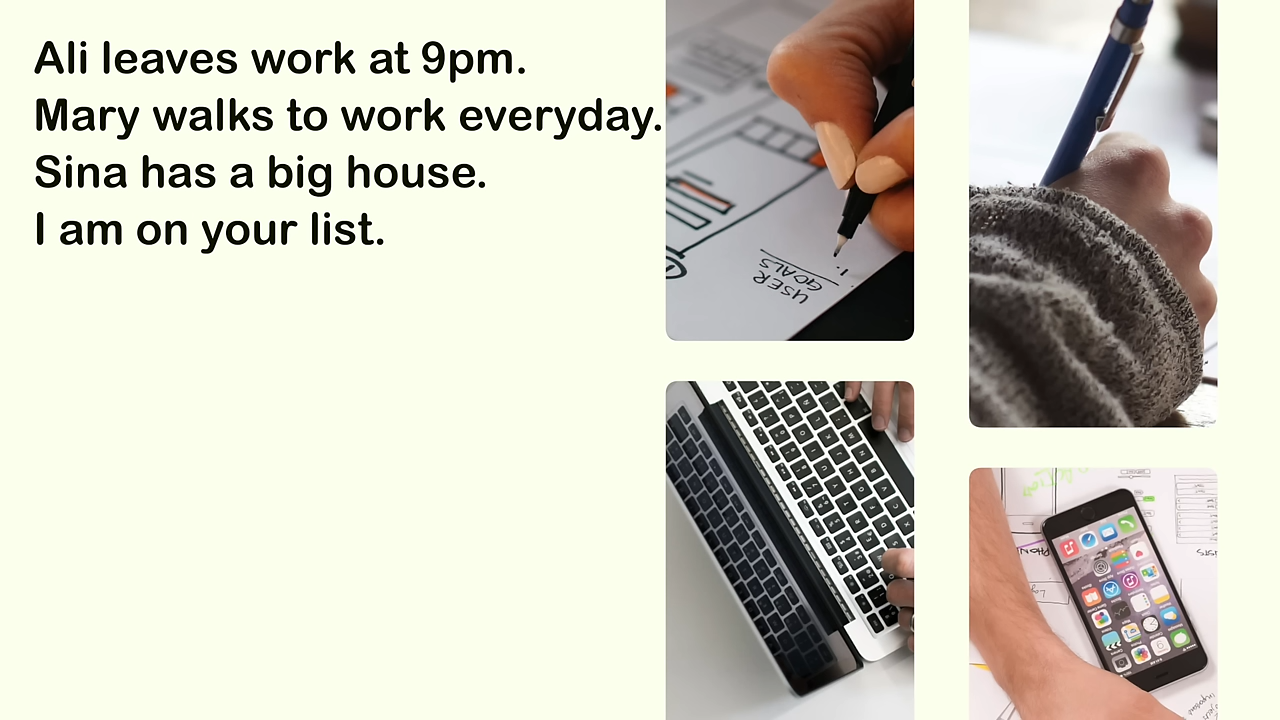 Ali leaves work at 9pm.
Mary walks to work everyday.
Sina has a big house.
I am on your list.
USER
GOALS
1.